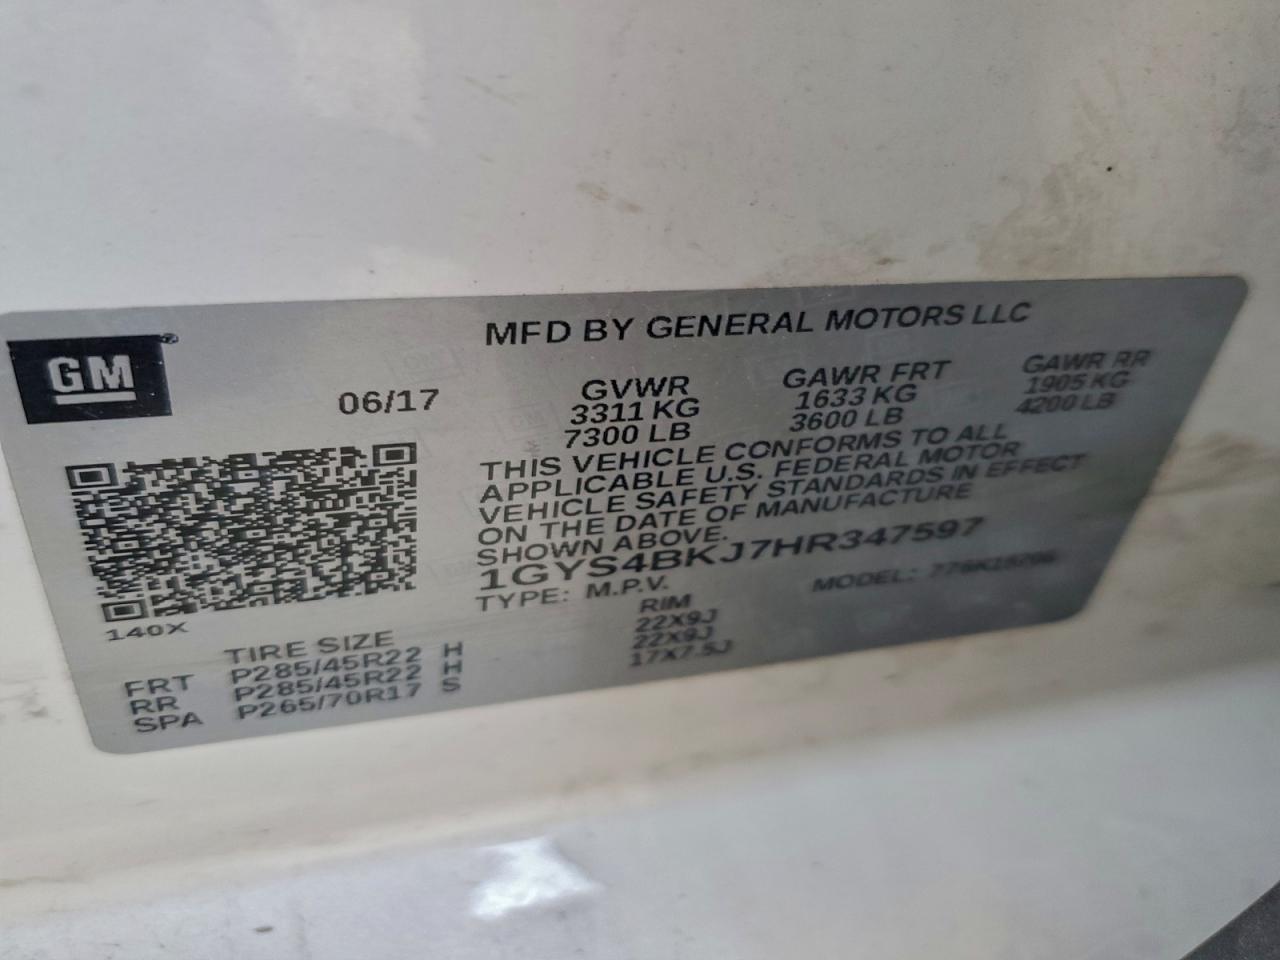 MFD BY GENERAL MOTORS LLC
GM
06/17
GVWR GAWR FRT GAWR RR
3311 KG 1633 KG 1905 KG
7300 LB 3600 LB 4200 LB
THIS VEHICLE CONFORMS TO ALL
APPLICABLE U.S. FEDERAL MOTOR
VEHICLE SAFETY STANDARDS IN EFFECT
ON THE DATE OF MANUFACTURE
SHOWN ABOVE.
1GYS4BKJ7HR347597
TYPE: M.P.V. MODEL:
140X
TIRE SIZE RIM
FRT P285/45R22 H 22X9J
RR P285/45R22 H 22X9J
SPA P265/70R17 S 17X7.5J